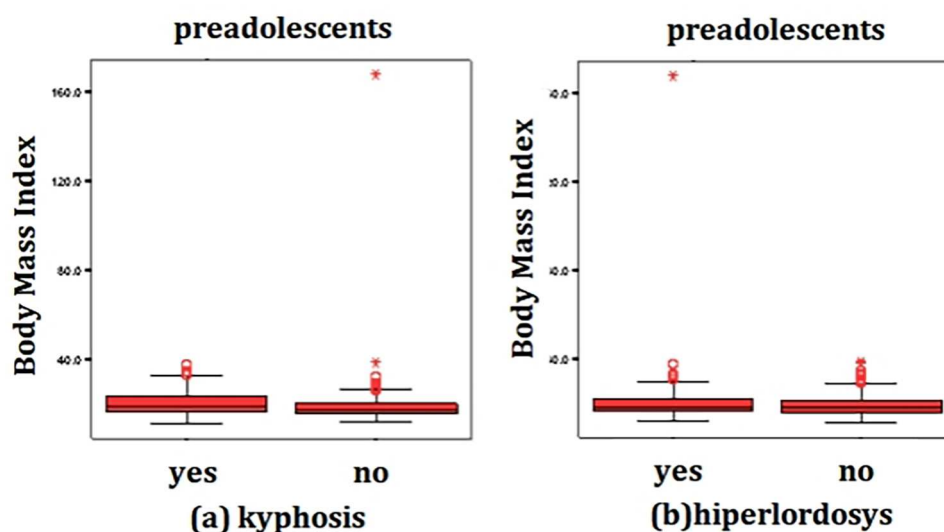 preadolescents
Body Mass Index
160.0
120.0
80.0
40.0
yes no
(a) kyphosis
preadolescents
Body Mass Index
yes no
(b)hiperlordosys